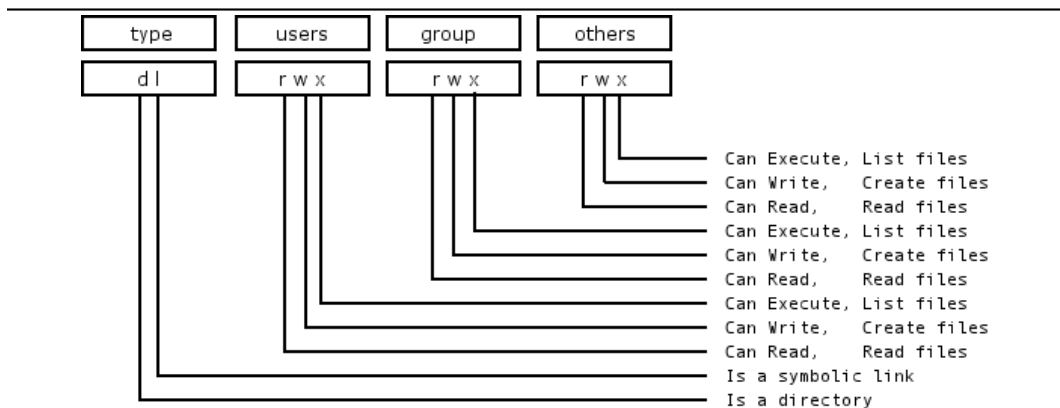 type users group others
d l r w x r w x r w x
Can Execute, List files
Can Write, Create files
Can Read, Read files
Can Execute, List files
Can Write, Create files
Can Read, Read files
Can Execute, List files
Can Write, Create files
Can Read, Read files
Is a symbolic link
Is a directory